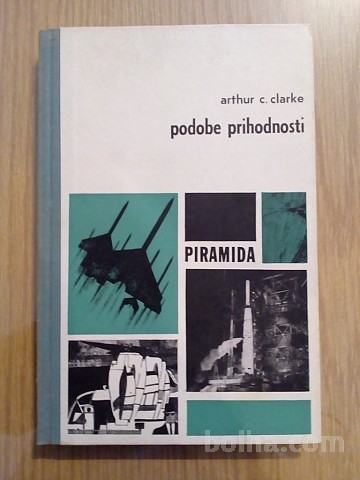 arthur c. clarke
podobe prihodnosti
PIRAMIDA
bolha.com